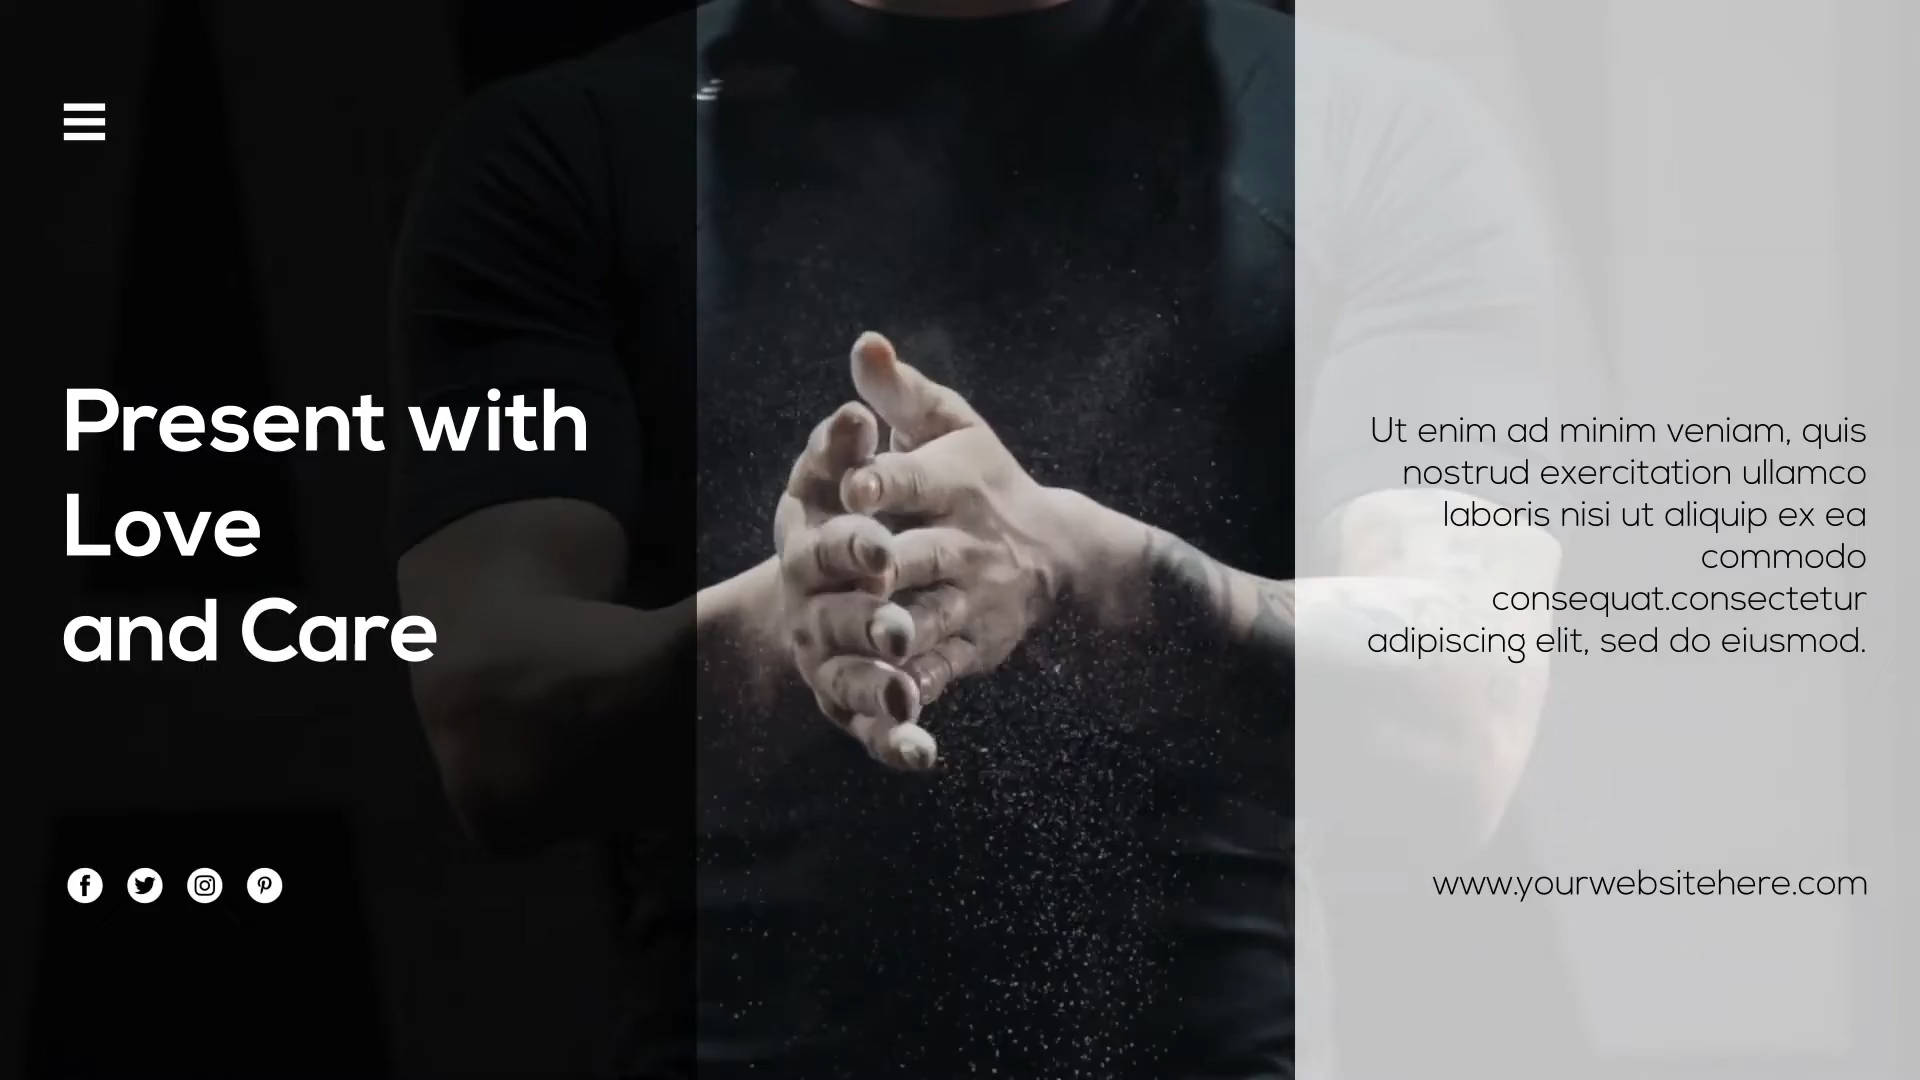 Present with
Love
and Care
Ut enim ad minim veniam, quis
nostrud exercitation ullamco
laboris nisi ut aliquip ex ea
commodo
consequat.consectetur
adipiscing elit, sed do eiusmod.
www.yourwebsitehere.com